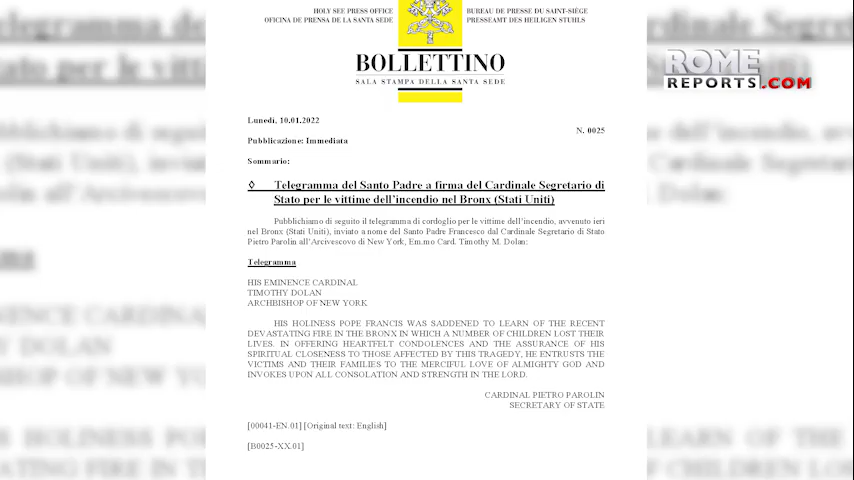 HOLY SEE PRESS OFFICE
OFICINA DE PRENSA DE LA SANTA SEDE
BUREAU DE PRESSE DU SAINT-SIÈGE
PRESSEAMT DES HEILIGEN STUHLS
ROME
REPORTS.COM
BOLLETTINO
SALA STAMPA DELLA SANTA SEDE
Lunedì, 10.01.2022
N. 0025
Pubblicazione: Immediata
Sommario:
◊ Telegramma del Santo Padre a firma del Cardinale Segretario di
Stato per le vittime dell'incendio nel Bronx (Stati Uniti)
Pubblichiamo di seguito il telegramma di cordoglio per le vittime dell'incendio, avvenuto ieri
nel Bronx (Stati Uniti), inviato a nome del Santo Padre Francesco dal Cardinale Segretario di Stato
Pietro Parolin all'Arcivescovo di New York, Em.mo Card. Timothy M. Dolan:
Telegramma
HIS EMINENCE CARDINAL
TIMOTHY DOLAN
ARCHBISHOP OF NEW YORK
HIS HOLINESS POPE FRANCIS WAS SADDENED TO LEARN OF THE RECENT
DEVASTATING FIRE IN THE BRONX IN WHICH A NUMBER OF CHILDREN LOST THEIR
LIVES. IN OFFERING HEARTFELT CONDOLENCES AND THE ASSURANCE OF HIS
SPIRITUAL CLOSENESS TO THOSE AFFECTED BY THIS TRAGEDY, HE ENTRUSTS THE
VICTIMS AND THEIR FAMILIES TO THE MERCIFUL LOVE OF ALMIGHTY GOD AND
INVOKES UPON ALL CONSOLATION AND STRENGTH IN THE LORD.
CARDINAL PIETRO PAROLIN
SECRETARY OF STATE
[00041-EN.01] [Original text: English]
[B0025-XX.01]